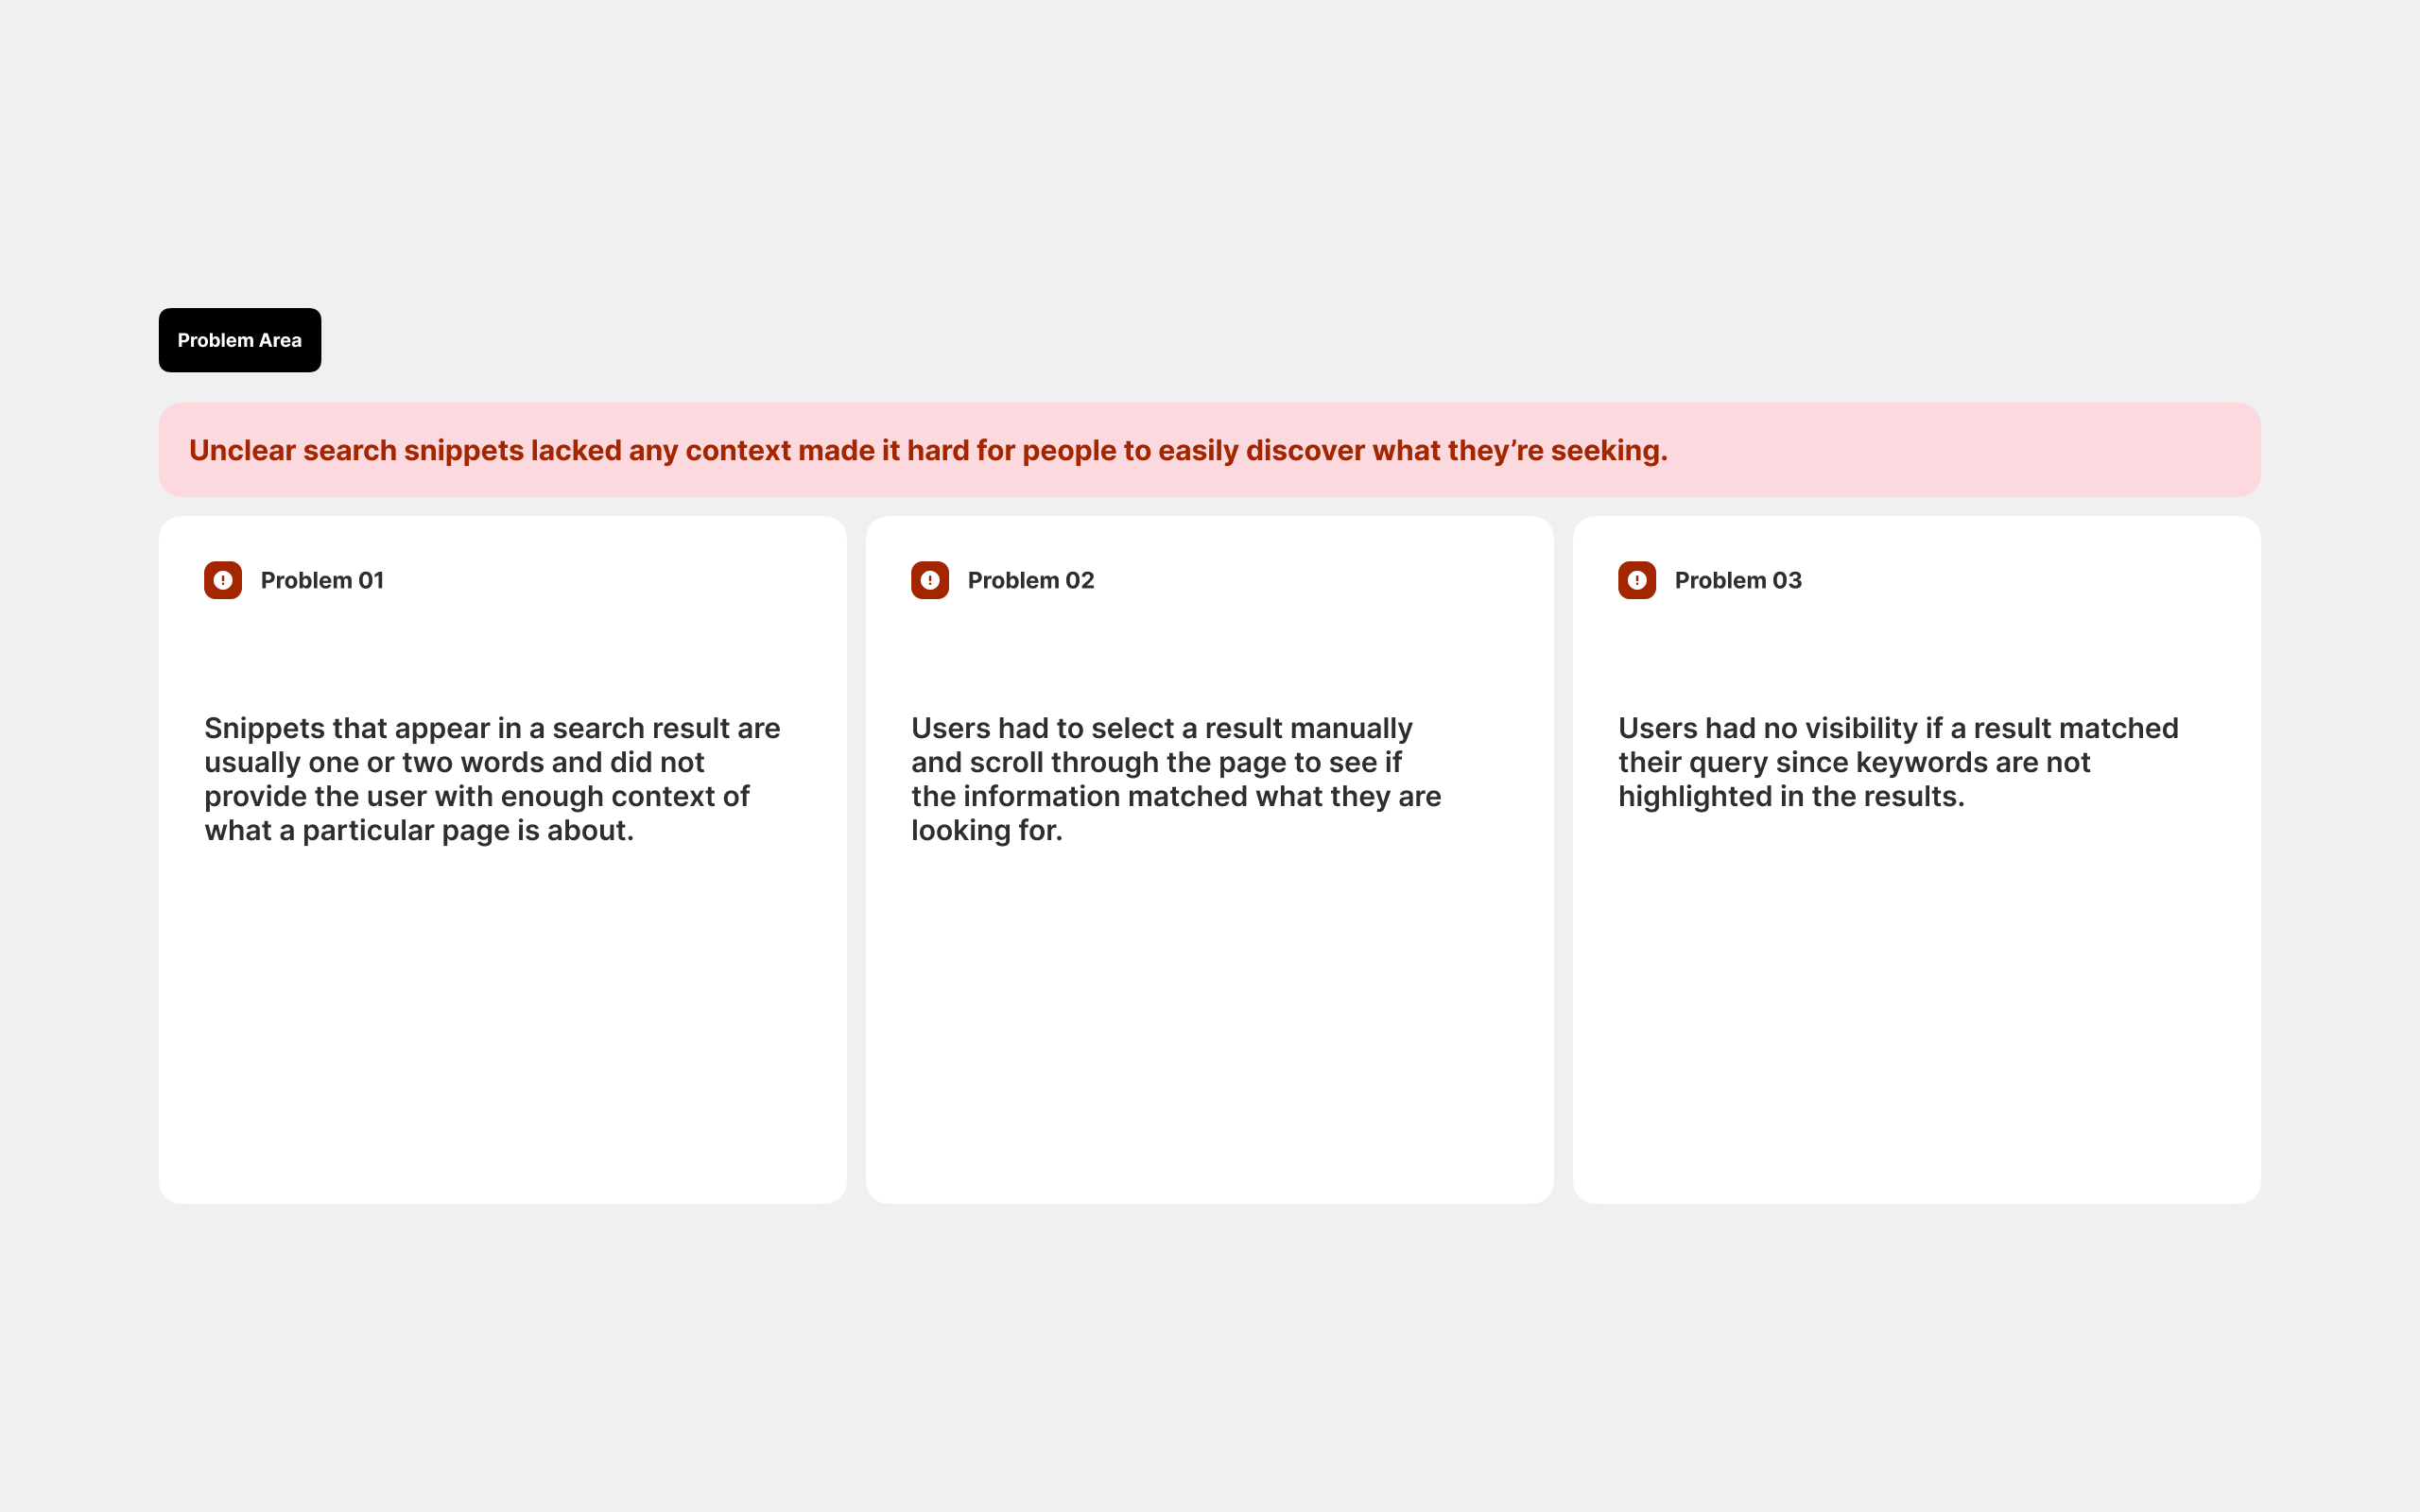 Problem Area
Unclear search snippets lacked any context made it hard for people to easily discover what they’re seeking.
Problem 01
Snippets that appear in a search result are
usually one or two words and did not
provide the user with enough context of
what a particular page is about.
Problem 02
Users had to select a result manually
and scroll through the page to see if
the information matched what they are
looking for.
Problem 03
Users had no visibility if a result matched
their query since keywords are not
highlighted in the results.